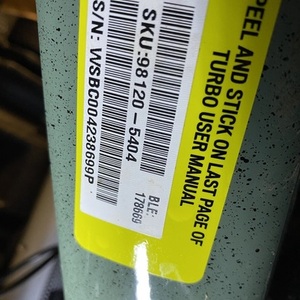 PEEL AND STICK ON LAST PAGE OF
TURBO USER MANUAL
SKU:98120-5404
BLE:
178669
S/N: WSBC004238699P